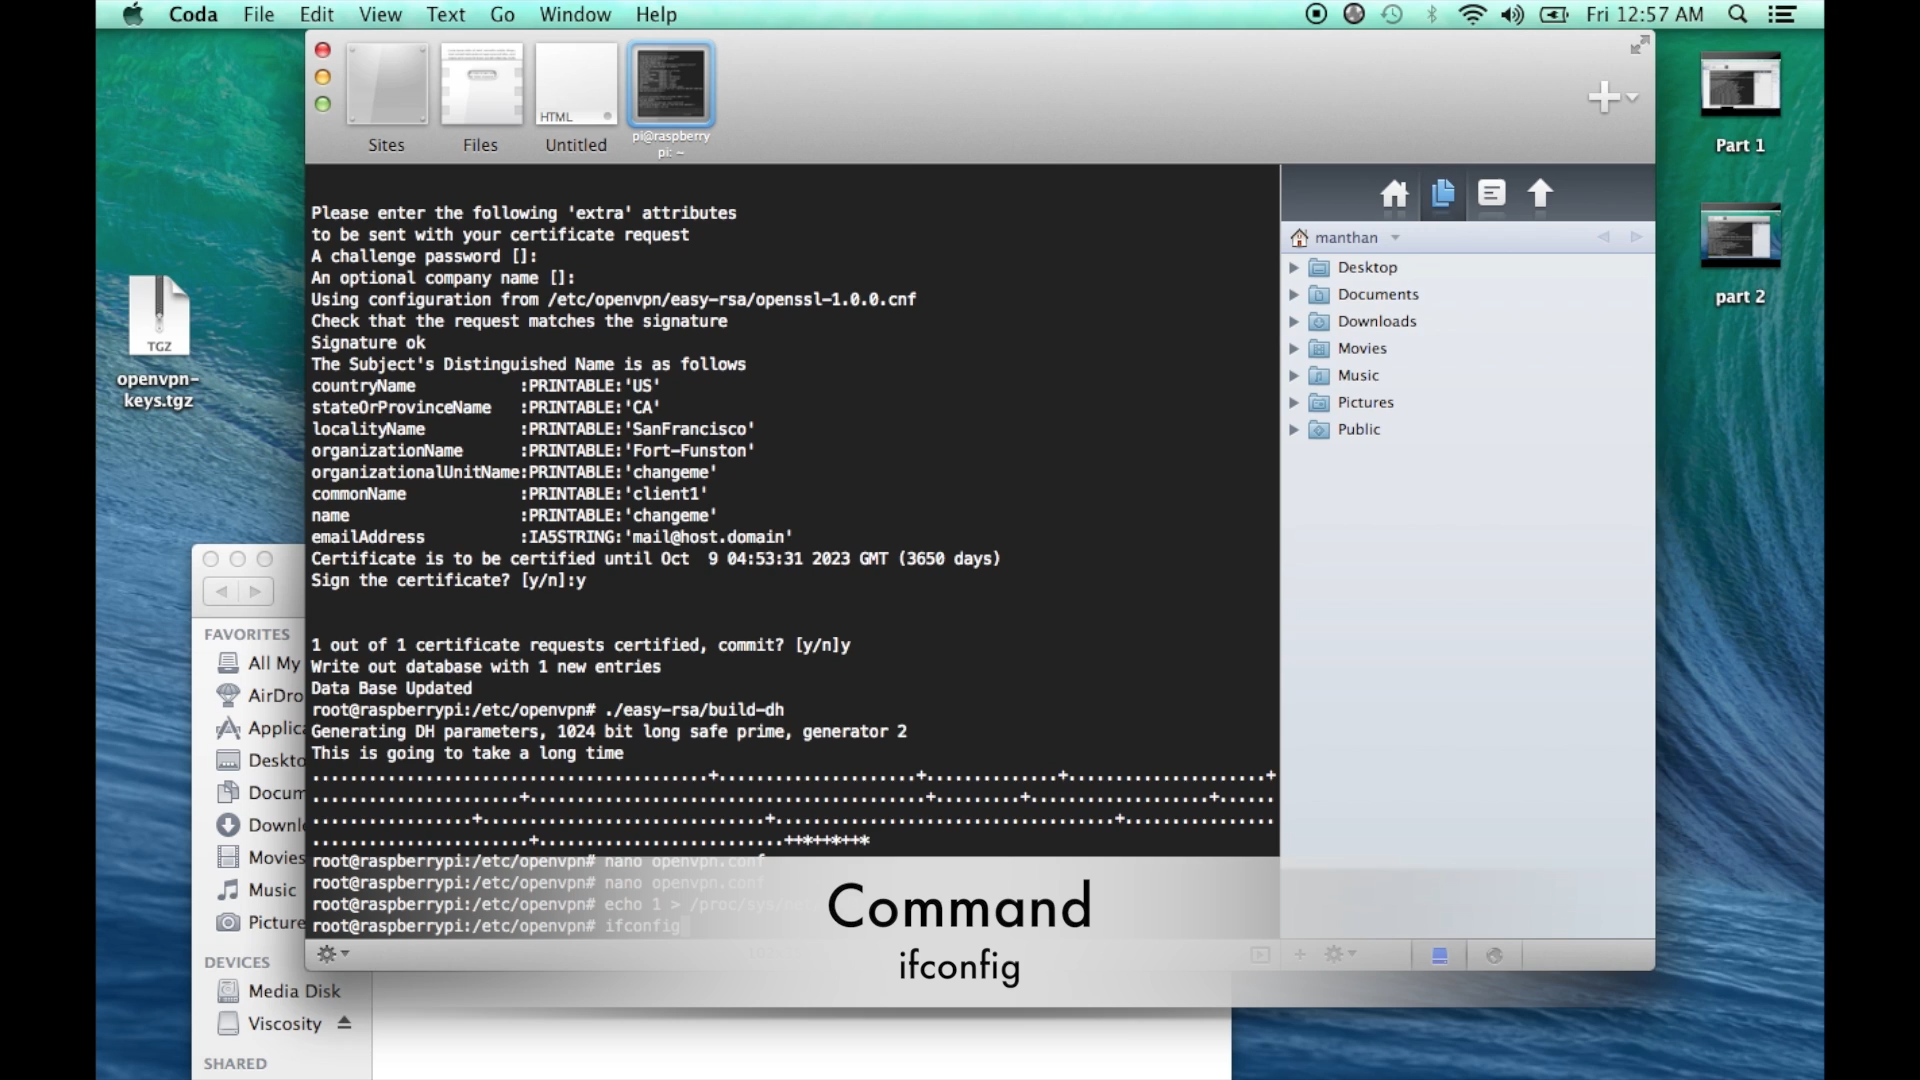 Coda File Edit View Text Go Window Help
Fri 12:57 AM
HTML
Sites Files Untitled pi@raspberry
pi: ~
Part 1
part 2
TGZ
openvpn-
keys.tgz
Please enter the following 'extra' attributes
to be sent with your certificate request
A challenge password []:
An optional company name []:
Using configuration from /etc/openvpn/easy-rsa/openssl-1.0.0.cnf
Check that the request matches the signature
Signature ok
The Subject's Distinguished Name is as follows
countryName :PRINTABLE:'US'
stateOrProvinceName :PRINTABLE:'CA'
localityName :PRINTABLE:'SanFrancisco'
organizationName :PRINTABLE:'Fort-Funston'
organizationalUnitName:PRINTABLE:'changeme'
commonName :PRINTABLE:'client1'
name :PRINTABLE:'changeme'
emailAddress :IA5STRING:'mail@host.domain'
Certificate is to be certified until Oct 9 04:53:31 2023 GMT (3650 days)
Sign the certificate? [y/n]:y
1 out of 1 certificate requests certified, commit? [y/n]y
Write out database with 1 new entries
Data Base Updated
root@raspberrypi:/etc/openvpn# ./easy-rsa/build-dh
Generating DH parameters, 1024 bit long safe prime, generator 2
This is going to take a long time
..........................................+.....................+..............+.....................+
......................+..........................................+.........+...................+......
.................+..............................+....................................+................
.......................+..........................++*++*++*
root@raspberrypi:/etc/openvpn# nano openvpn.conf
root@raspberrypi:/etc/openvpn# nano openvpn.conf
root@raspberrypi:/etc/openvpn# echo 1 > /proc/sys/
root@raspberrypi:/etc/openvpn# ifconfig
manthan
Desktop
Documents
Downloads
Movies
Music
Pictures
Public
FAVORITES
All My
AirDro
Applica
Deskto
Docum
Downlo
Movies
Music
Picture
DEVICES
Media Disk
Viscosity
SHARED
Command
ifconfig